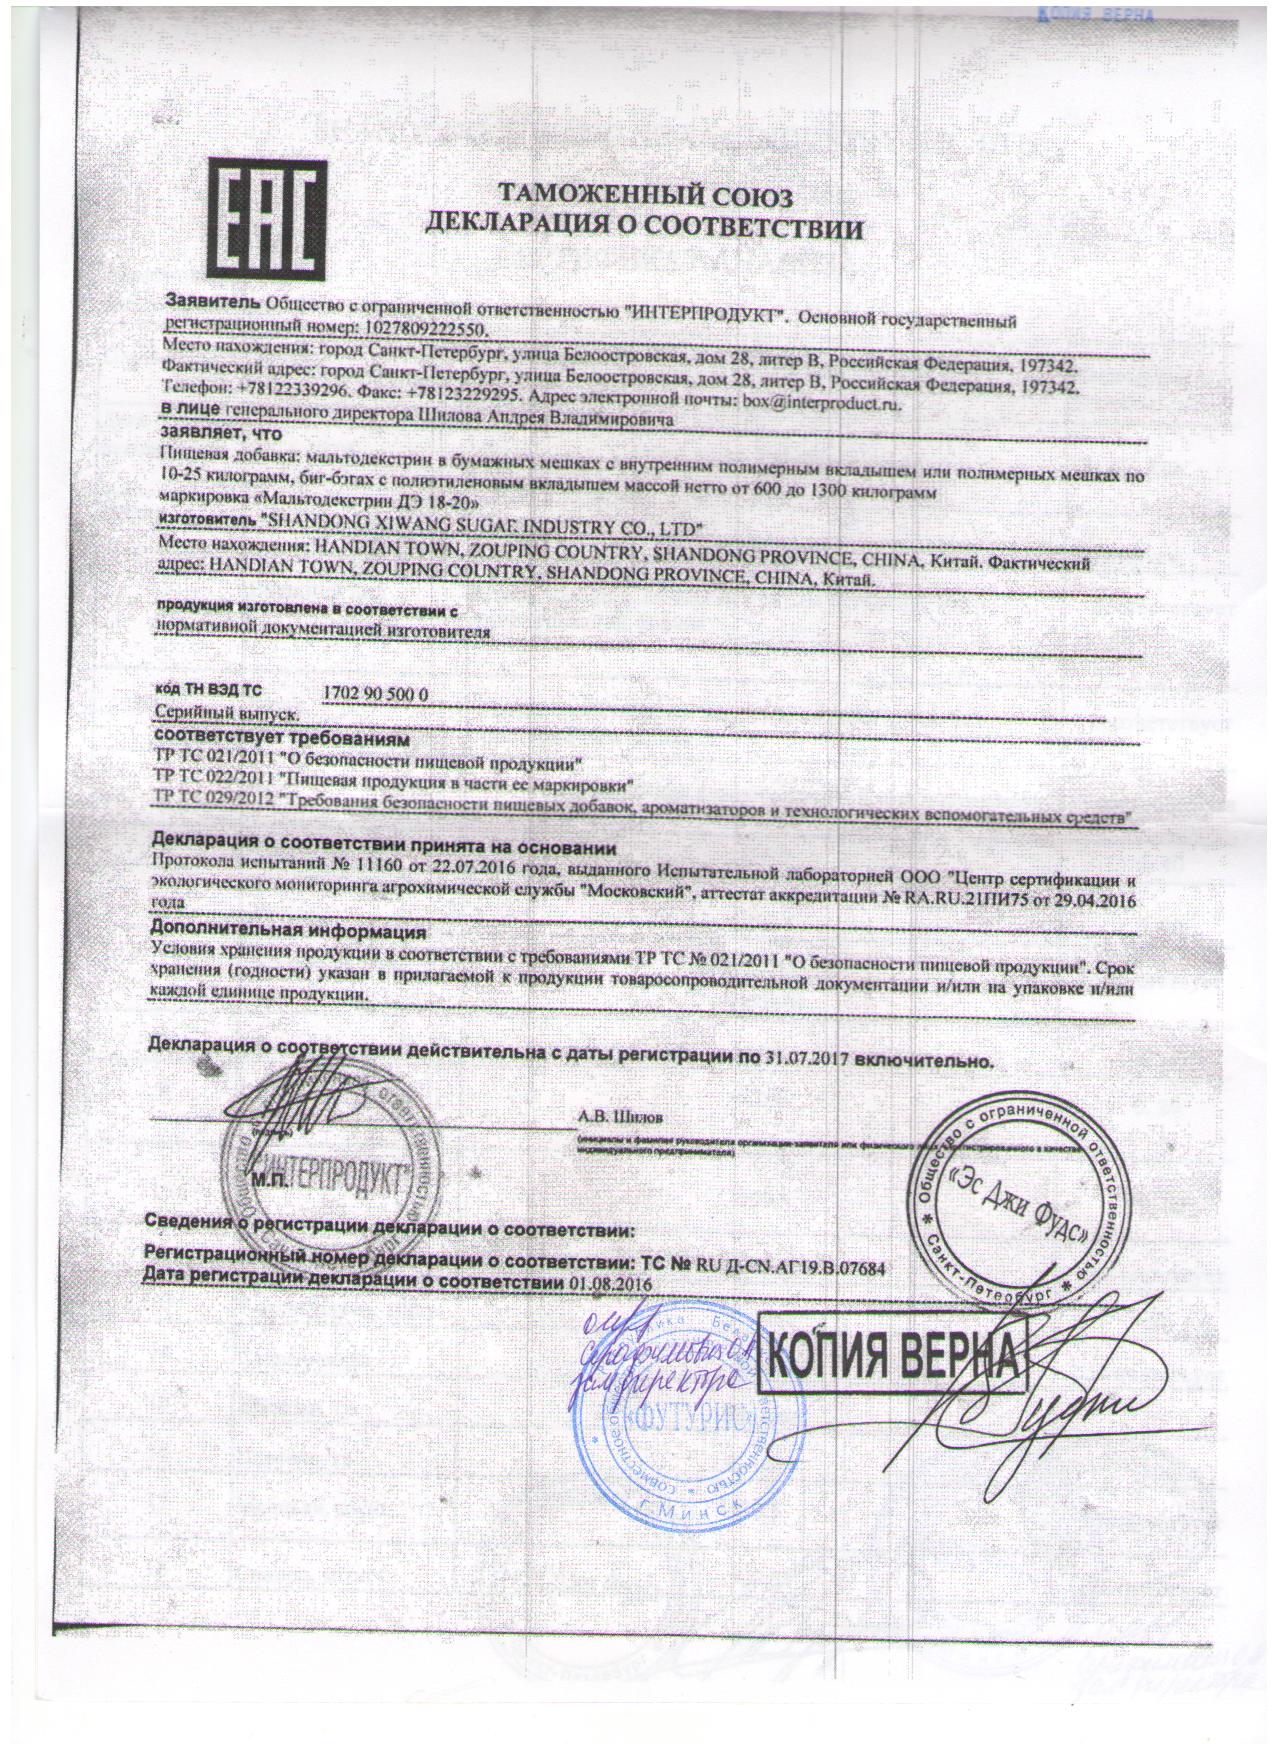 КОПИЯ ВЕРНА
EAC
ТАМОЖЕННЫЙ СОЮЗ
ДЕКЛАРАЦИЯ О СООТВЕТСТВИИ
Заявитель Общество с ограниченной ответственностью "ИНТЕРПРОДУКТ". Основной государственный
регистрационный номер: 1027809222550.
Место нахождения: город Санкт-Петербург, улица Белоостровская, дом 28, литер В, Российская Федерация, 197342.
Фактический адрес: город Санкт-Петербург, улица Белоостровская, дом 28, литер В, Российская Федерация, 197342.
Телефон: +78122339296. Факс: +78123229295. Адрес электронной почты: box@interproduct.ru.
в лице генерального директора Шилова Андрея Владимировича
заявляет, что
Пищевая добавка: мальтодекстрин в бумажных мешках с внутренним полимерным вкладышем или полимерных мешках по
10-25 килограмм, биг-бэгах с полиэтиленовым вкладышем массой нетто от 600 до 1300 килограмм
маркировка «Мальтодекстрин ДЭ 18-20»
изготовитель "SHANDONG XIWANG SUGAR INDUSTRY CO., LTD"
Место нахождения: HANDIAN TOWN, ZOUPING COUNTRY, SHANDONG PROVINCE, CHINA, Китай. Фактический
адрес: HANDIAN TOWN, ZOUPING COUNTRY, SHANDONG PROVINCE, CHINA, Китай.
продукция изготовлена в соответствии с
нормативной документацией изготовителя
код ТН ВЭД ТС 1702 90 500 0
Серийный выпуск.
соответствует требованиям
ТР ТС 021/2011 "О безопасности пищевой продукции"
ТР ТС 022/2011 "Пищевая продукция в части ее маркировки"
ТР ТС 029/2012 "Требования безопасности пищевых добавок, ароматизаторов и технологических вспомогательных средств"
Декларация о соответствии принята на основании
Протокола испытаний № 11160 от 22.07.2016 года, выданного Испытательной лабораторией ООО "Центр сертификации и
экологического мониторинга агрохимической службы "Московский", аттестат аккредитации № RA.RU.21ПИ75 от 29.04.2016
года
Дополнительная информация
Условия хранения продукции в соответствии с требованиями ТР ТС № 021/2011 "О безопасности пищевой продукции". Срок
хранения (годности) указан в прилагаемой к продукции товаросопроводительной документации и/или на упаковке и/или
каждой единице продукции.
Декларация о соответствии действительна с даты регистрации по 31.07.2017 включительно.
А.В. Шилов
(инициалы и фамилия руководителя организации-заявителя или физического лица, зарегистрированного в качестве
индивидуального предпринимателя)
М.П.
"ИНТЕРПРОДУКТ"
Общество с ограниченной ответственностью
«Эс Джи Фудс»
Санкт-Петербург
Сведения о регистрации декларации о соответствии:
Регистрационный номер декларации о соответствии: ТС № RU Д-CN.АГ19.В.07684
Дата регистрации декларации о соответствии 01.08.2016
зам директора
КОПИЯ ВЕРНА
«ФУТУРИС»
г. Минск